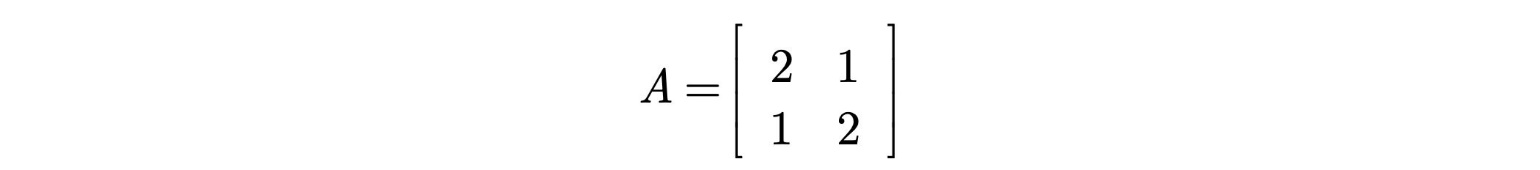 A = [ 2 1
1 2 ]